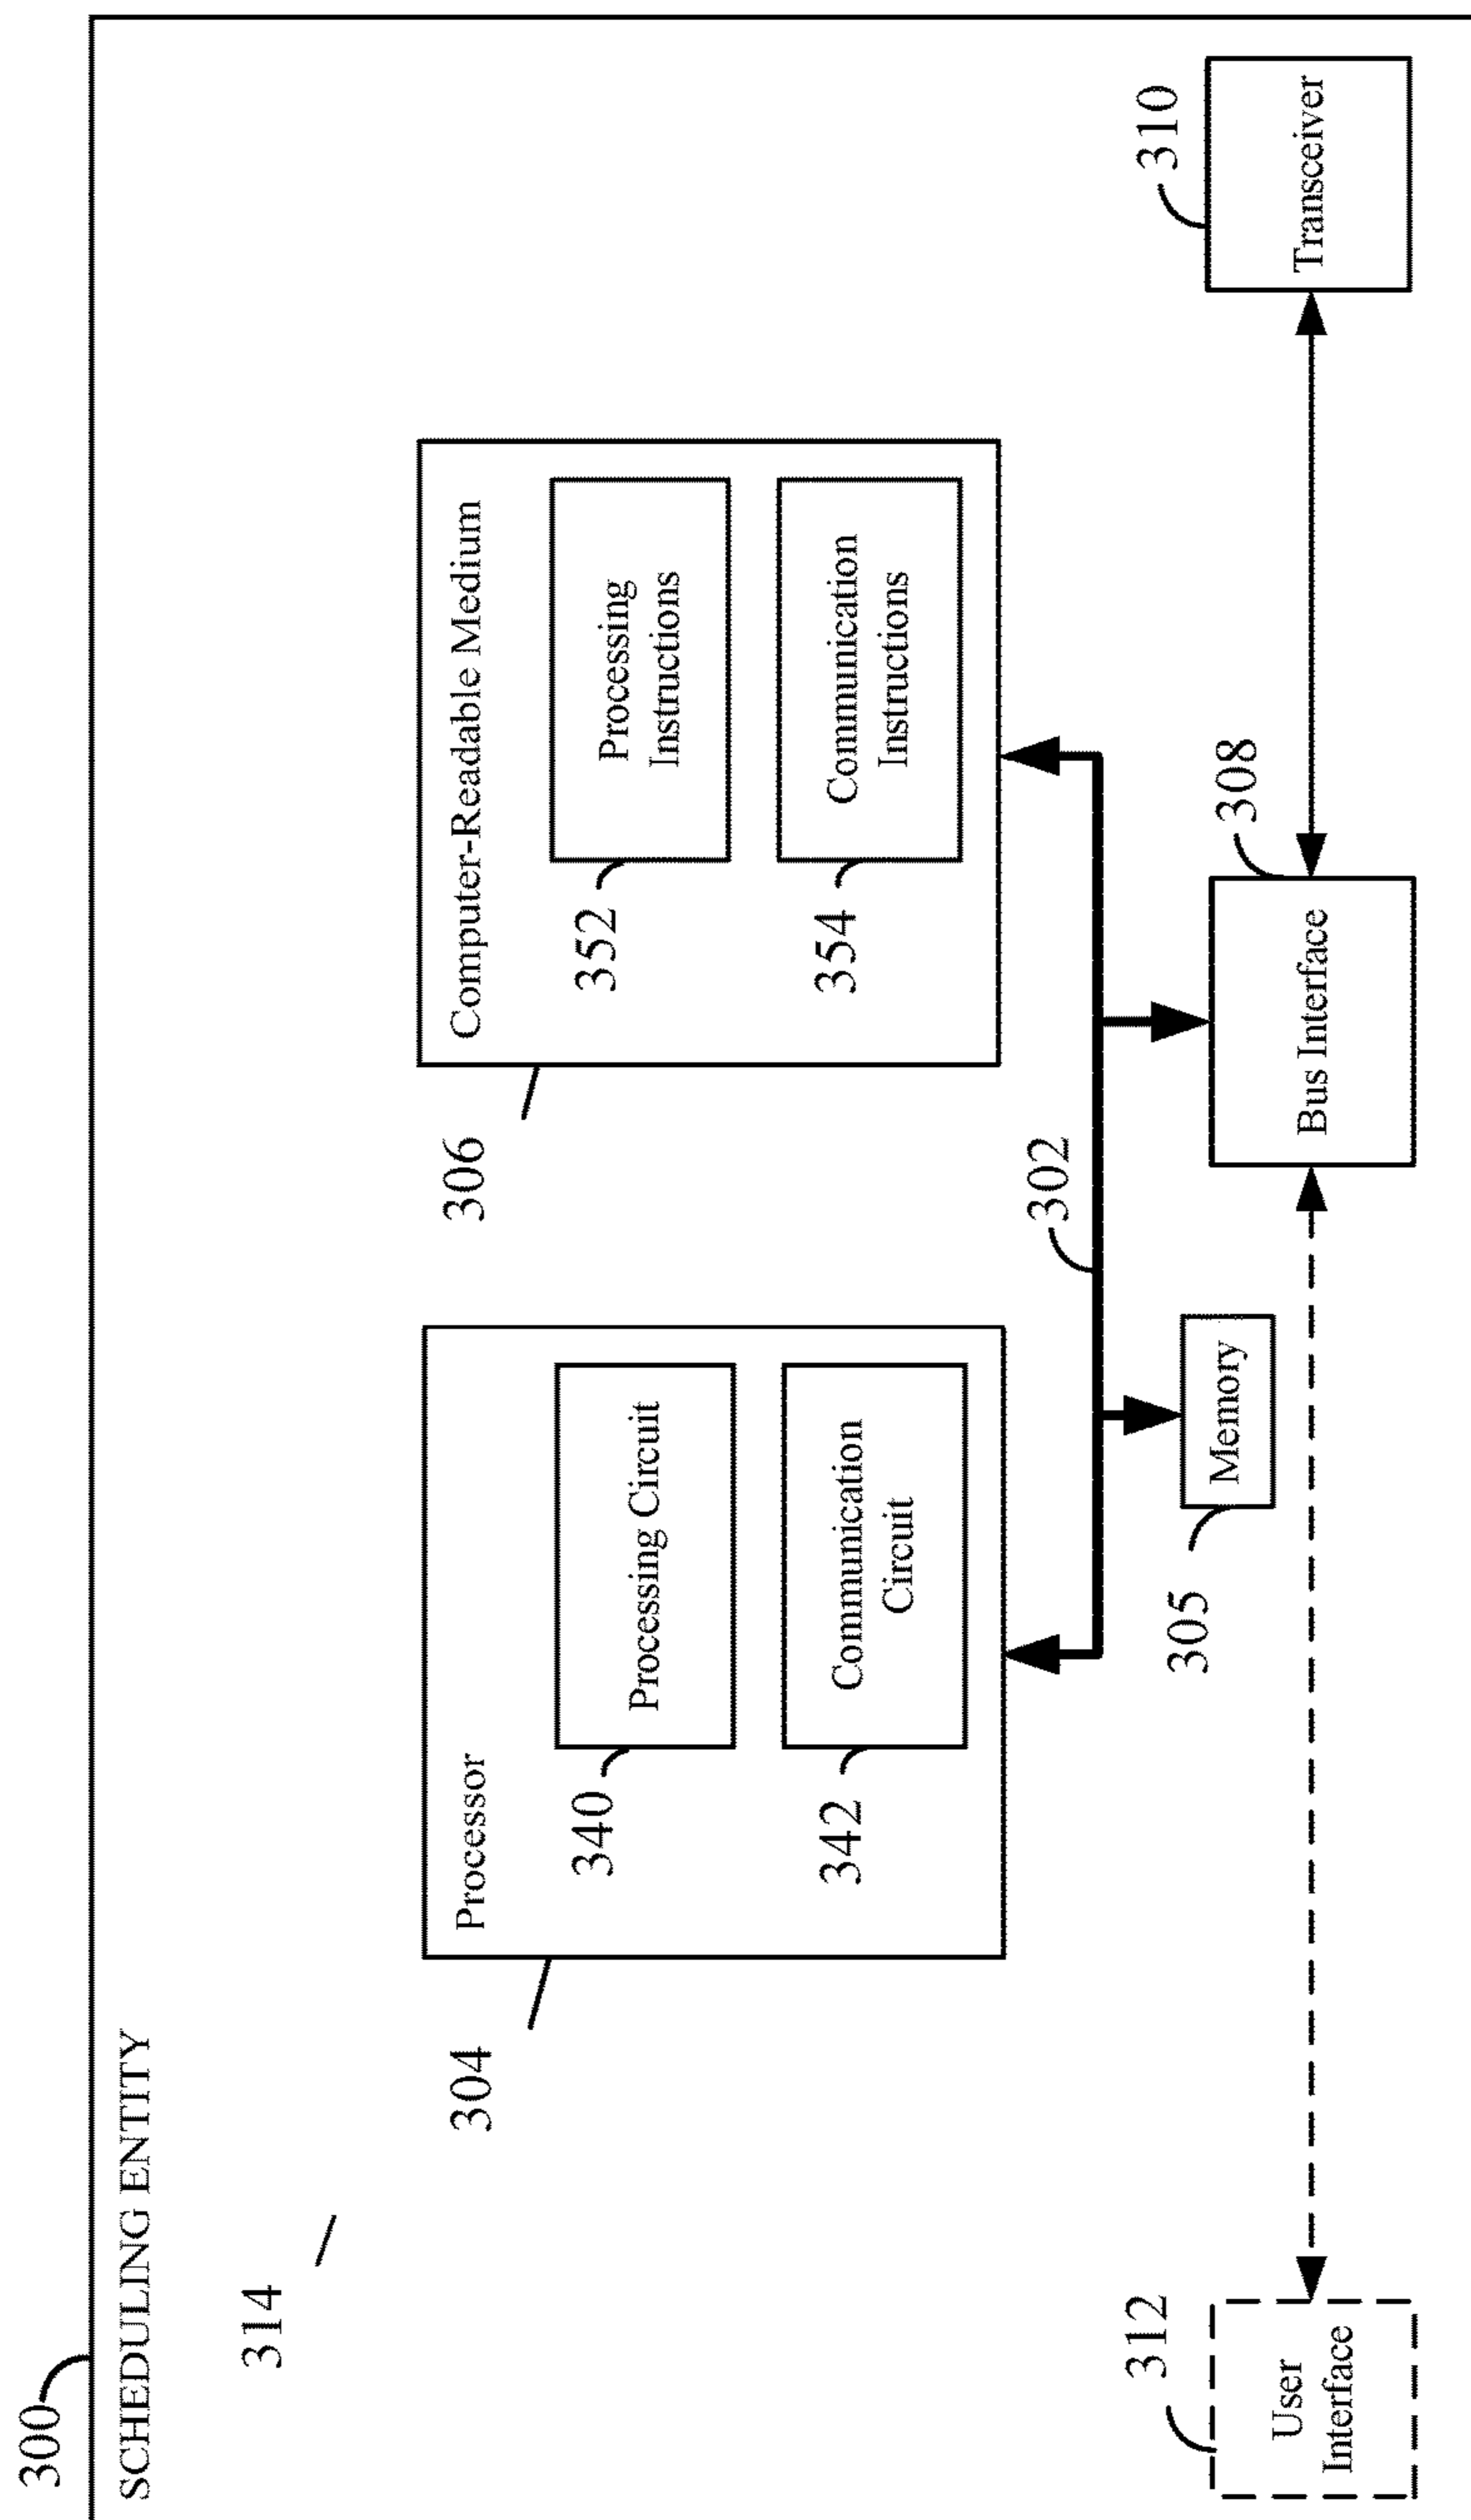 300
SCHEDULING ENTITY
314
304
Processor
340
Processing Circuit
342
Communication
Circuit
306
Computer-Readable Medium
352
Processing
Instructions
354
Communication
Instructions
302
305
Memory
308
Bus Interface
310
Transceiver
312
User
Interface